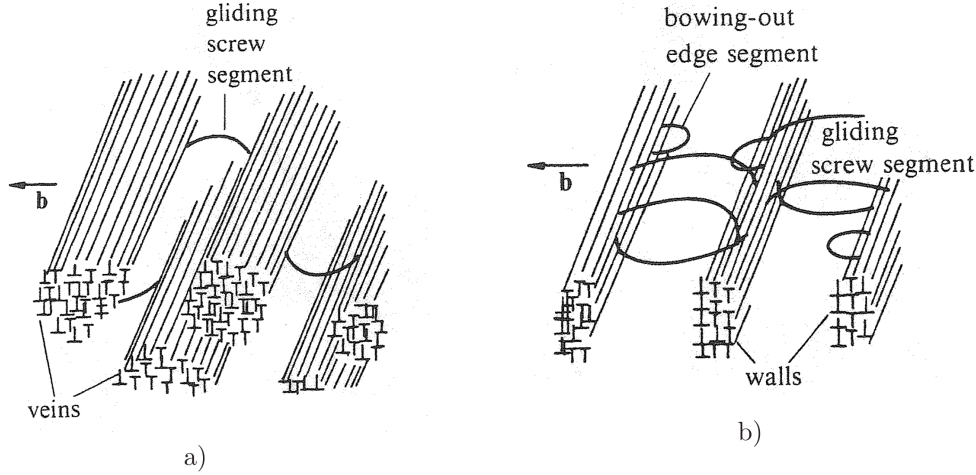 gliding
screw
segment
b
veins
a)
bowing-out
edge segment
gliding
screw segment
b
walls
b)